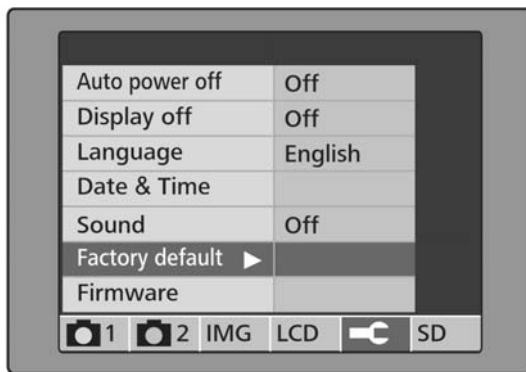 Auto power off Off
Display off Off
Language English
Date & Time
Sound Off
Factory default
Firmware
1 2 IMG LCD SD